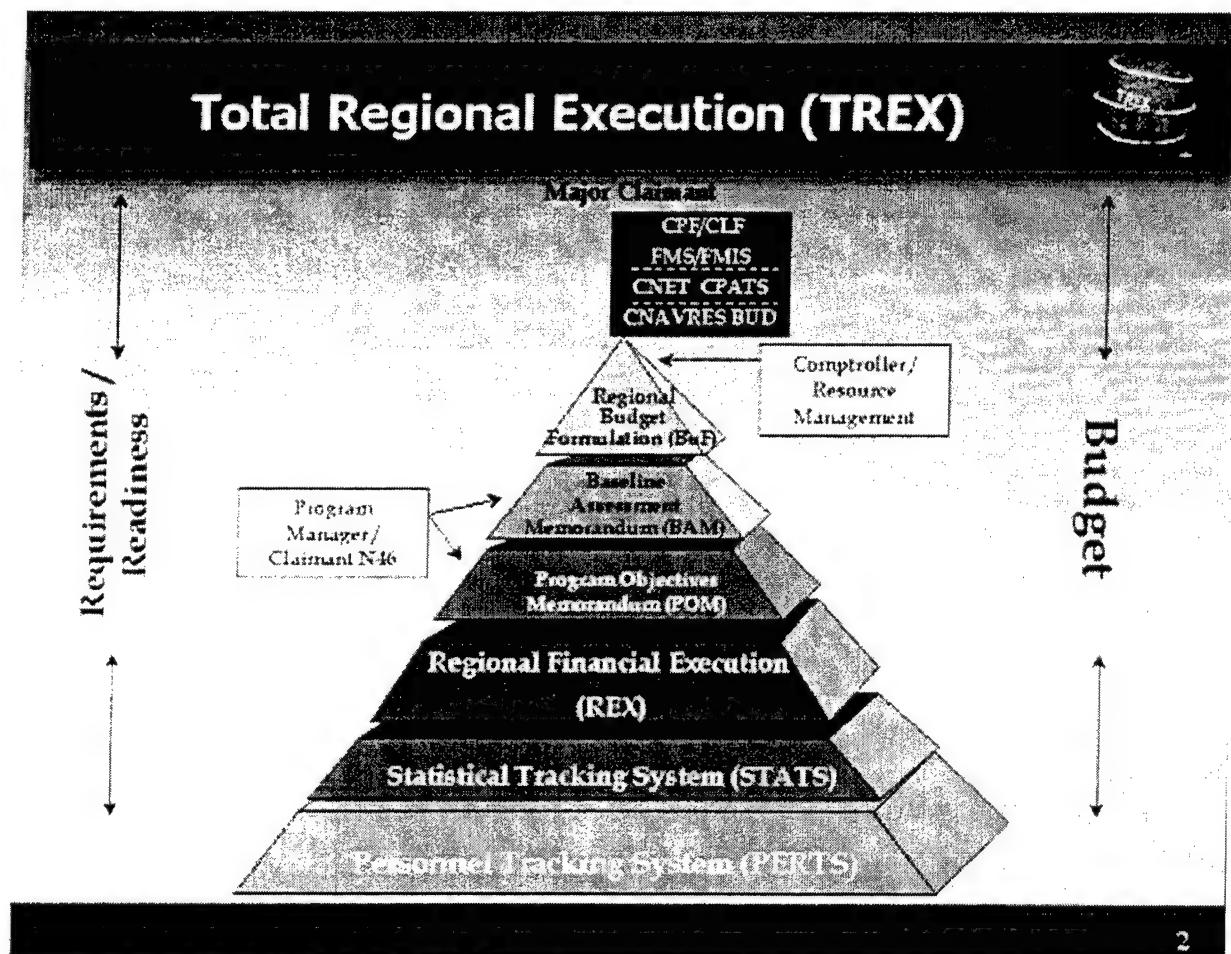 Total Regional Execution (TREX)
TREX
Major Claimant
CPF/CLF
FMS/FMIS
CNET CPATS
CNAVRES BUD
Comptroller/
Resource
Management
Regional
Budget
Formulation (BuF)
Baseline
Assessment
Memorandum (BAM)
Program
Manager/
Claimant N46
Program Objectives
Memorandum (POM)
Regional Financial Execution
(REX)
Statistical Tracking System (STATS)
Personnel Tracking System (PERTS)
Requirements/
Readiness
Budget
2